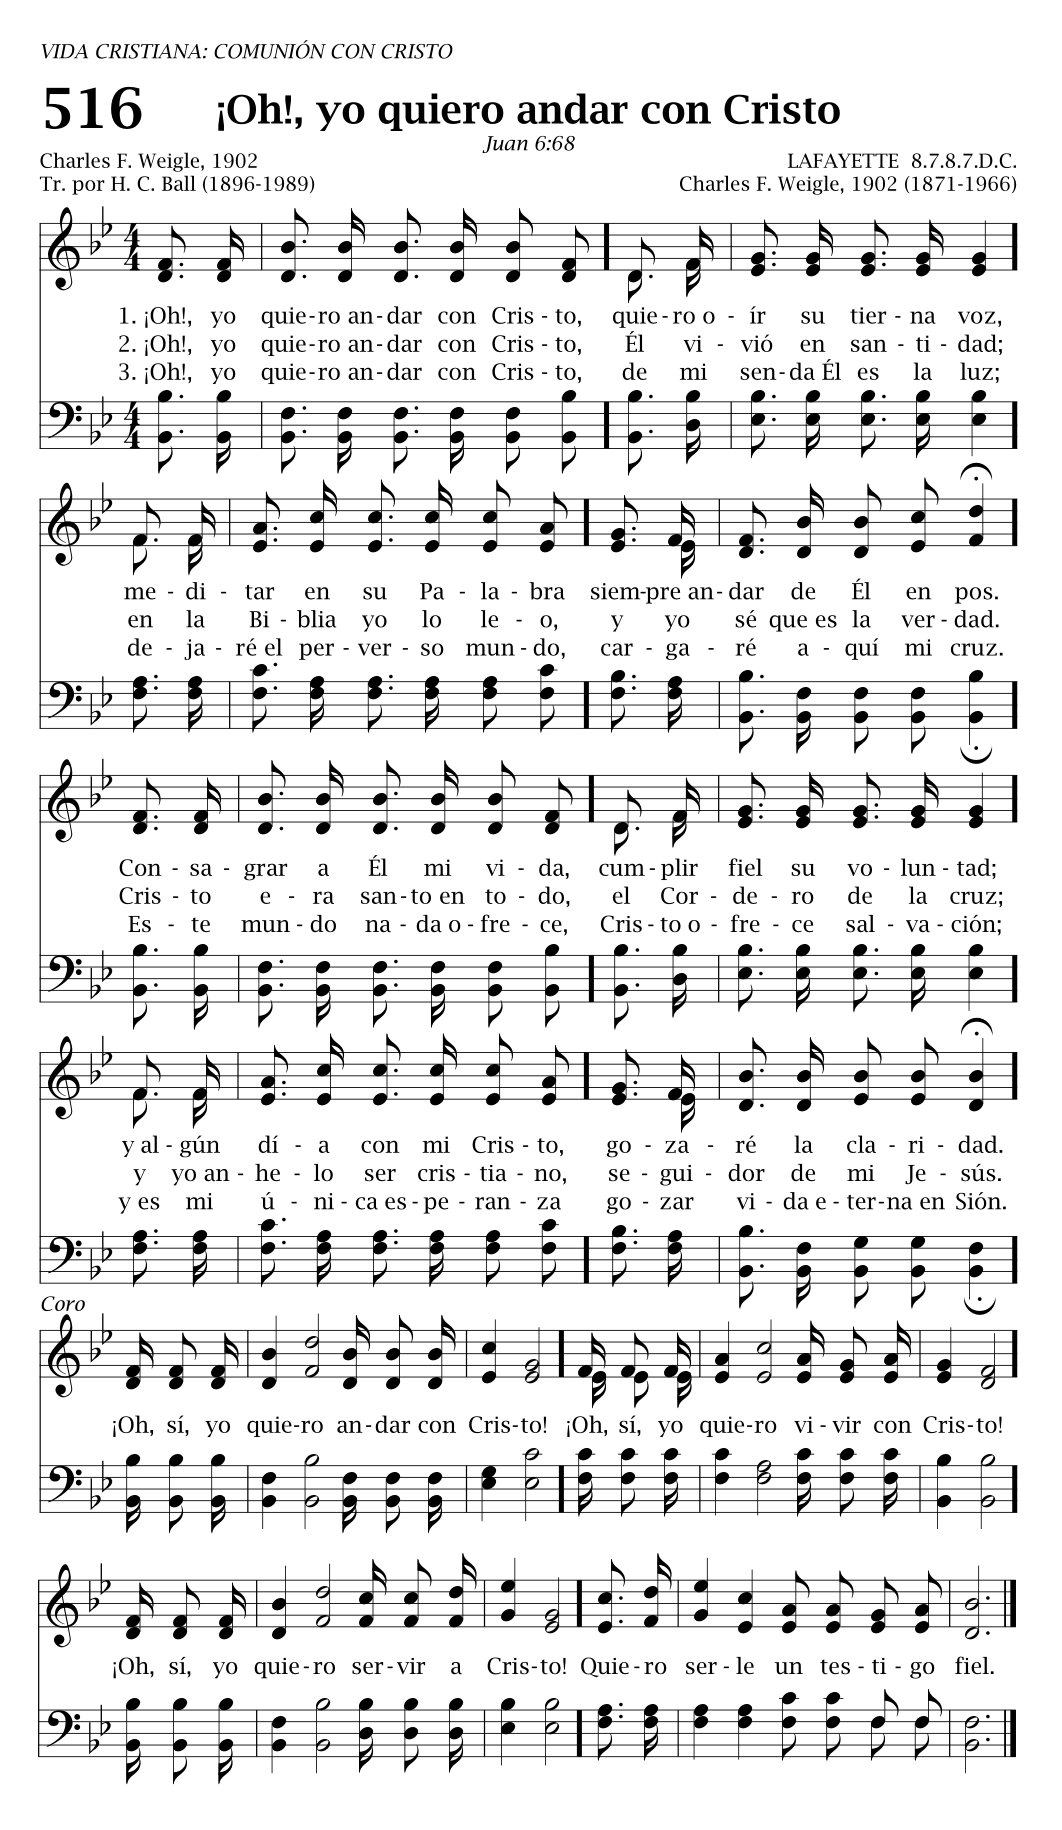 VIDA CRISTIANA: COMUNIÓN CON CRISTO
516 ¡Oh!, yo quiero andar con Cristo
Juan 6:68
Charles F. Weigle, 1902 LAFAYETTE 8.7.8.7.D.C.
Tr. por H. C. Ball (1896-1989) Charles F. Weigle, 1902 (1871-1966)
1. ¡Oh!, yo quie-ro an-dar con Cris - to, quie-ro o - ír su tier - na voz,
2. ¡Oh!, yo quie-ro an-dar con Cris - to, Él vi - vió en san - ti - dad;
3. ¡Oh!, yo quie-ro an-dar con Cris - to, de mi sen-da Él es la luz;
me - di - tar en su Pa - la - bra siem-pre an-dar de Él en pos.
en la Bi - blia yo lo le - o, y yo sé que es la ver - dad.
de - ja - ré el per - ver - so mun - do, car - ga - ré a - quí mi cruz.
Con - sa - grar a Él mi vi - da, cum-plir fiel su vo - lun - tad;
Cris - to e - ra san-to en to - do, el Cor - de - ro de la cruz;
Es - te mun - do na - da o-fre - ce, Cris-to o - fre - ce sal - va - ción;
y al - gún dí - a con mi Cris - to, go - za - ré la cla - ri - dad.
y yo an - he - lo ser cris - tia - no, se - gui - dor de mi Je - sús.
y es mi ú - ni - ca es - pe - ran - za go - zar vi - da e - ter-na en Sión.
Coro
¡Oh, sí, yo quie-ro an-dar con Cris-to! ¡Oh, sí, yo quie-ro vi - vir con Cris-to!
¡Oh, sí, yo quie-ro ser-vir a Cris-to! Quie-ro ser - le un tes - ti - go fiel.